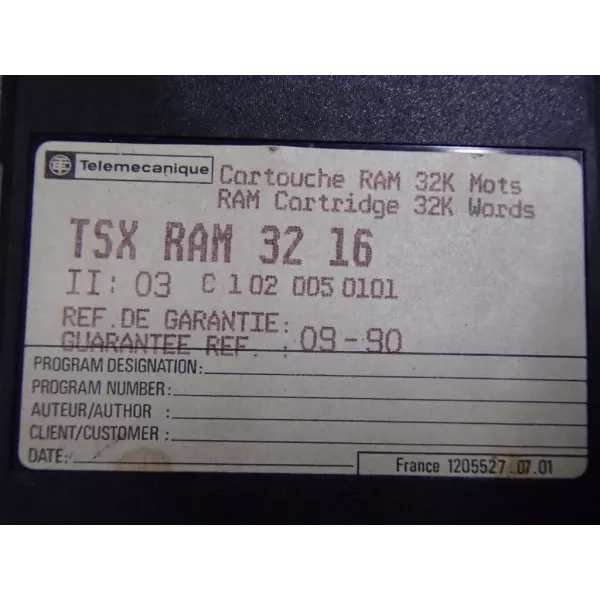 Telemecanique Cartouche RAM 32K Mots
RAM Cartridge 32K Words
TSX RAM 32 16
II: 03 C 1 02 005 0101
REF.DE GARANTIE:
GUARANTEE REF : 09-90
PROGRAM DESIGNATION:
PROGRAM NUMBER:
AUTEUR/AUTHOR :
CLIENT/CUSTOMER :
DATE:
France 1205527.07.01